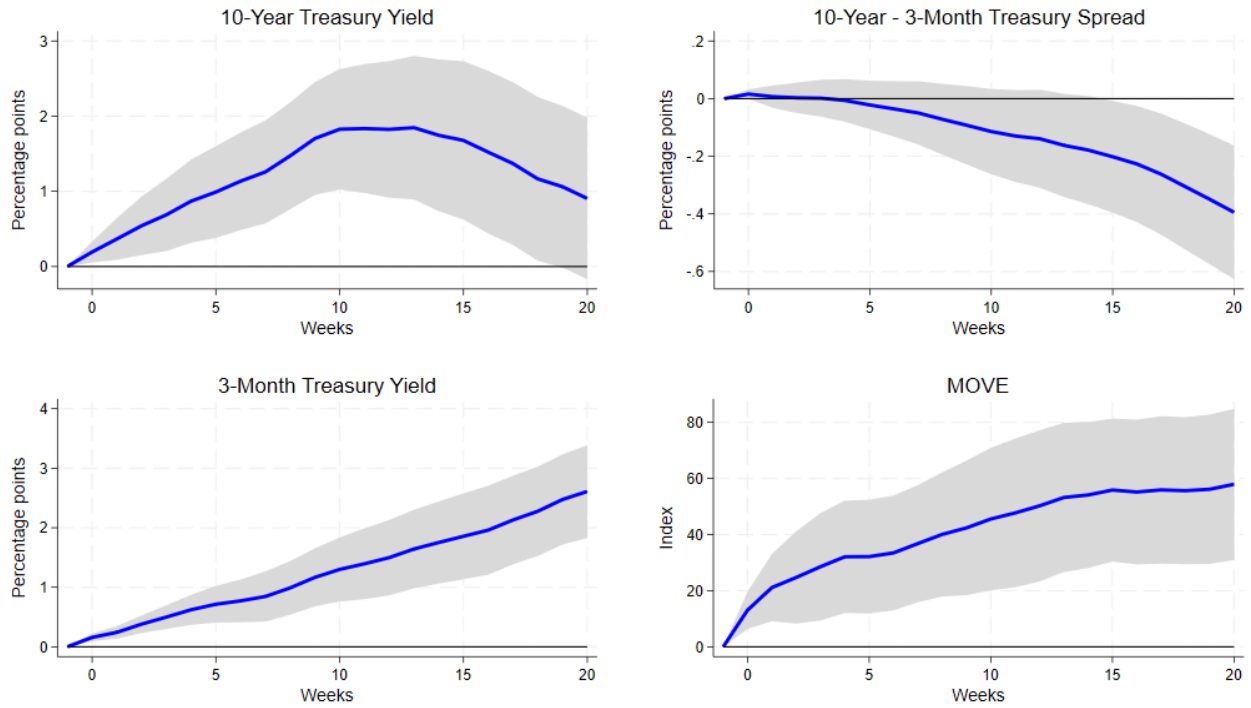 10-Year Treasury Yield
Percentage points
3
2
1
0
0 5 10 15 20
Weeks
10-Year - 3-Month Treasury Spread
Percentage points
.2
0
-.2
-.4
-.6
0 5 10 15 20
Weeks
3-Month Treasury Yield
Percentage points
4
3
2
1
0
0 5 10 15 20
Weeks
MOVE
Index
80
60
40
20
0
0 5 10 15 20
Weeks